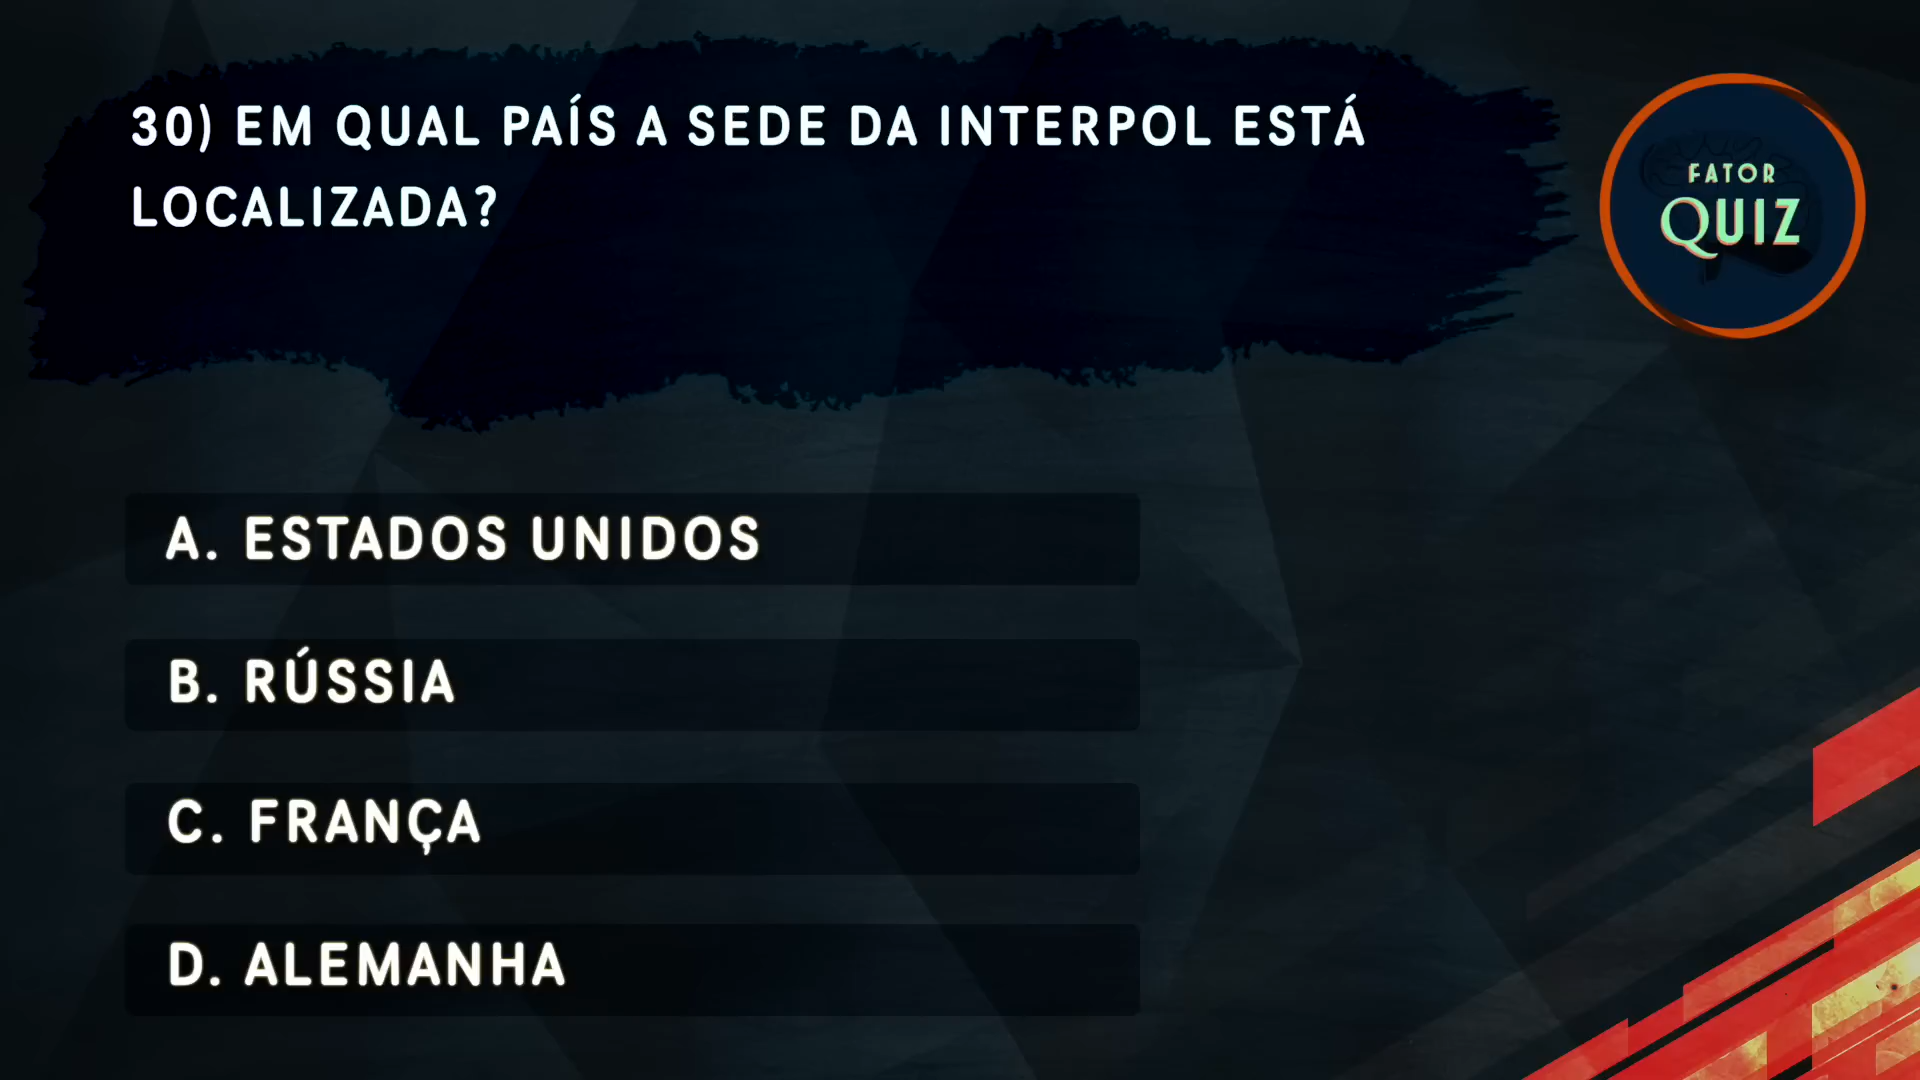 30) EM QUAL PAÍS A SEDE DA INTERPOL ESTÁ
LOCALIZADA?
FATOR
QUIZ
A. ESTADOS UNIDOS
B. RÚSSIA
C. FRANÇA
D. ALEMANHA